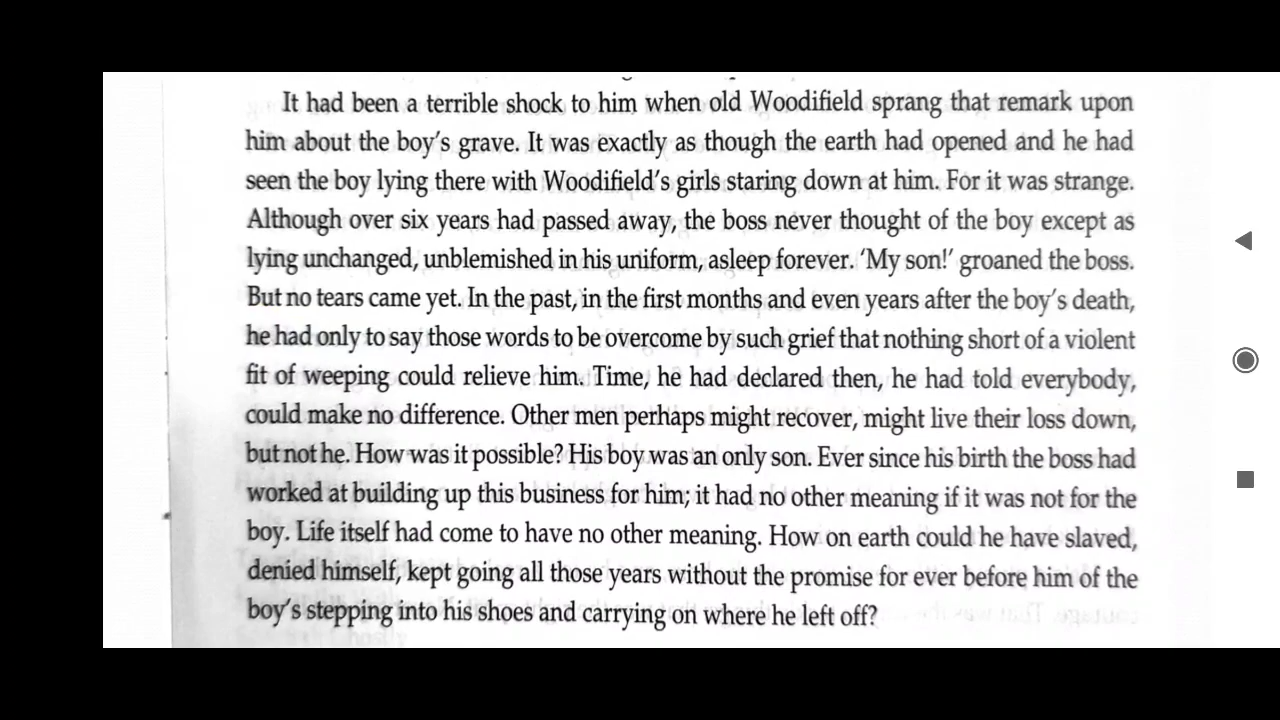 It had been a terrible shock to him when old Woodifield sprang that remark upon
him about the boy's grave. It was exactly as though the earth had opened and he had
seen the boy lying there with Woodifield's girls staring down at him. For it was strange.
Although over six years had passed away, the boss never thought of the boy except as
lying unchanged, unblemished in his uniform, asleep forever. 'My son!' groaned the boss.
But no tears came yet. In the past, in the first months and even years after the boy's death,
he had only to say those words to be overcome by such grief that nothing short of a violent
fit of weeping could relieve him. Time, he had declared then, he had told everybody,
could make no difference. Other men perhaps might recover, might live their loss down,
but not he. How was it possible? His boy was an only son. Ever since his birth the boss had
worked at building up this business for him; it had no other meaning if it was not for the
boy. Life itself had come to have no other meaning. How on earth could he have slaved,
denied himself, kept going all those years without the promise for ever before him of the
boy's stepping into his shoes and carrying on where he left off?